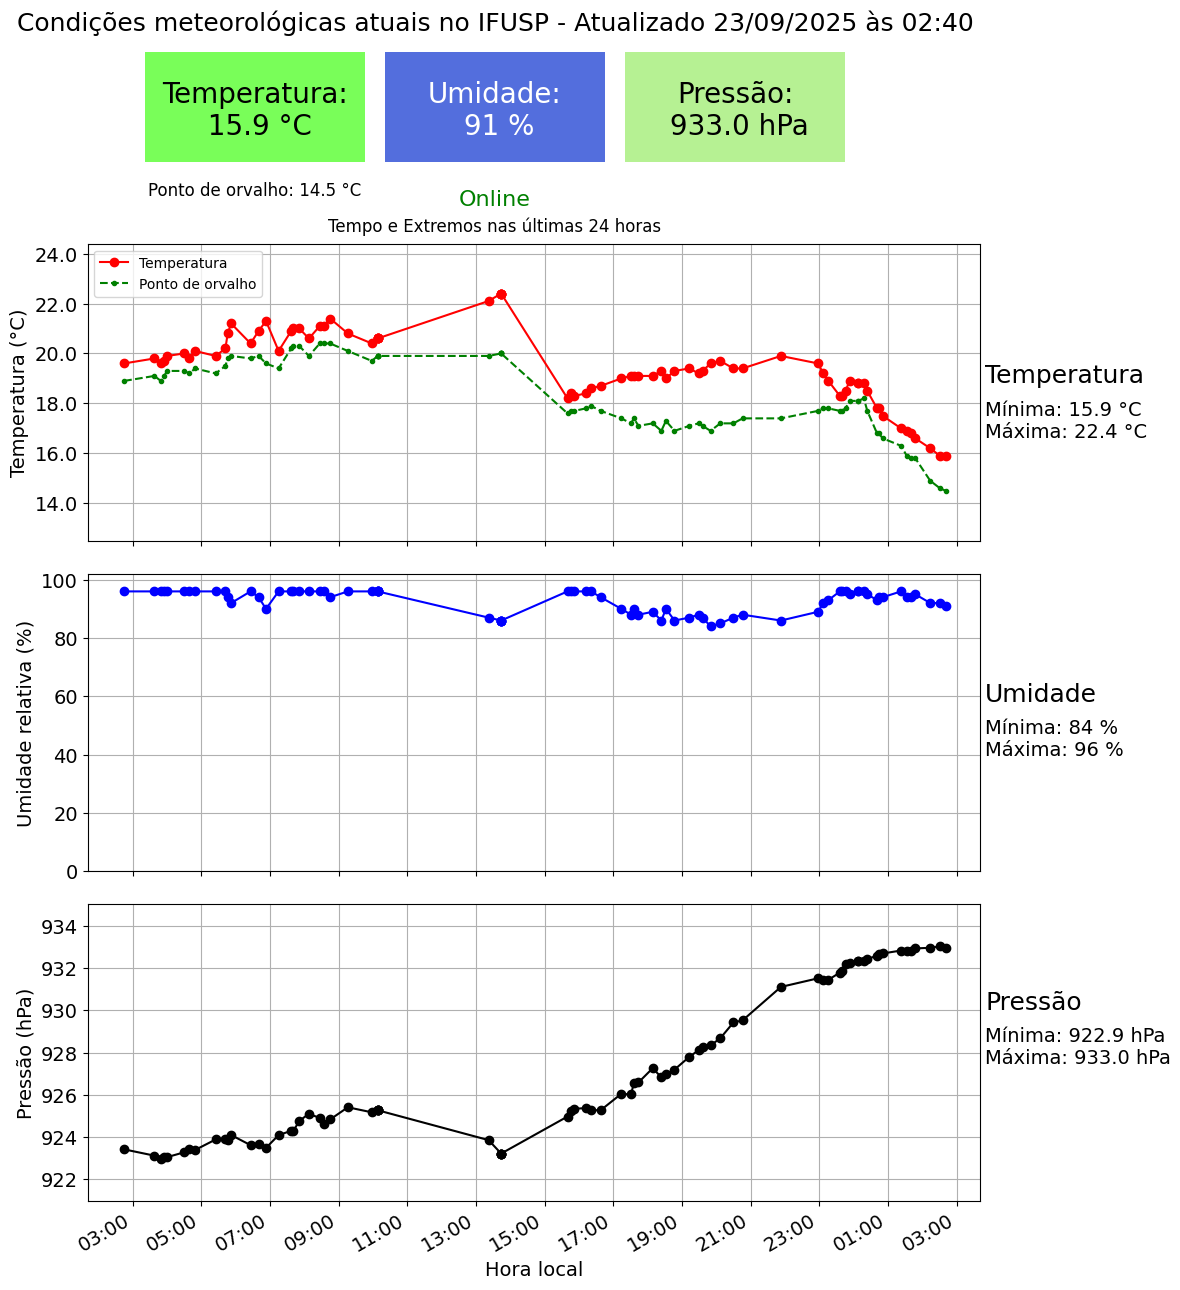 Condições meteorológicas atuais no IFUSP - Atualizado 23/09/2025 às 02:40
Temperatura:
15.9 °C
Umidade:
91 %
Pressão:
933.0 hPa
Ponto de orvalho: 14.5 °C
Online
Tempo e Extremos nas últimas 24 horas
Temperatura
Ponto de orvalho
Temperatura (°C)
24.0
22.0
20.0
18.0
16.0
14.0
Temperatura
Mínima: 15.9 °C
Máxima: 22.4 °C
Umidade relativa (%)
100
80
60
40
20
0
Umidade
Mínima: 84 %
Máxima: 96 %
Pressão (hPa)
934
932
930
928
926
924
922
Pressão
Mínima: 922.9 hPa
Máxima: 933.0 hPa
03:00 05:00 07:00 09:00 11:00 13:00 15:00 17:00 19:00 21:00 23:00 01:00 03:00
Hora local